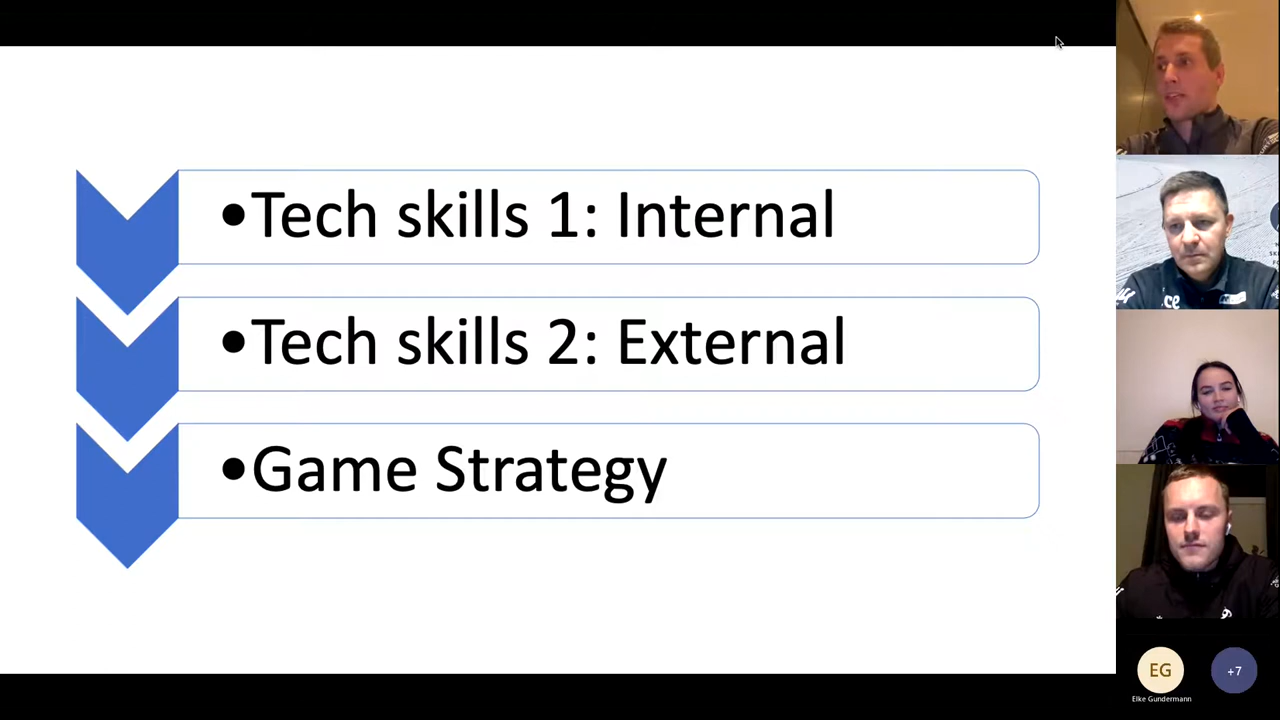 •Tech skills 1: Internal
•Tech skills 2: External
•Game Strategy
EG
+7
Elke Gundermann